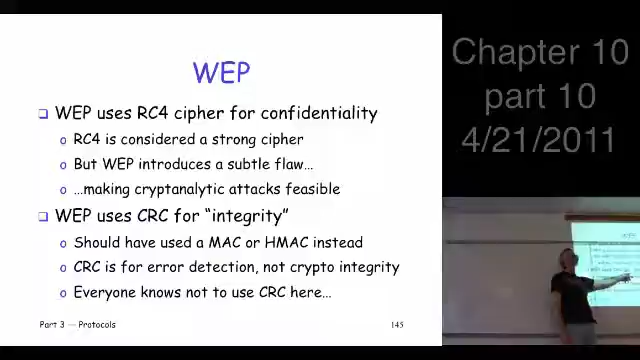 WEP
WEP uses RC4 cipher for confidentiality
RC4 is considered a strong cipher
But WEP introduces a subtle flaw…
…making cryptanalytic attacks feasible
WEP uses CRC for “integrity”
Should have used a MAC or HMAC instead
CRC is for error detection, not crypto integrity
Everyone knows not to use CRC here…
Part 3 — Protocols
145
Chapter 10
part 10
4/21/2011